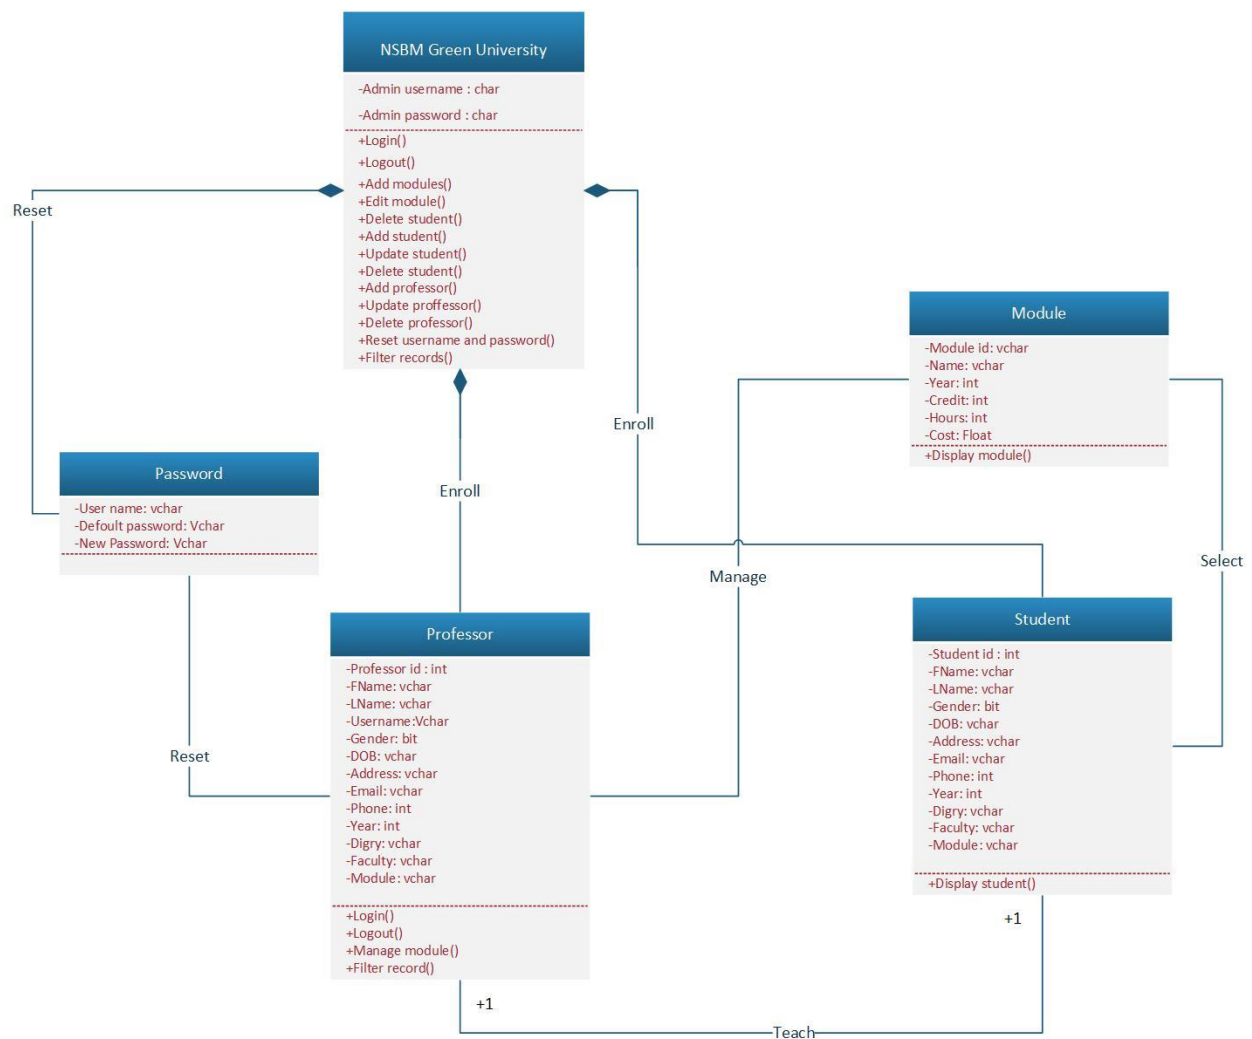 NSBM Green University
-Admin username : char
-Admin password : char
+Login()
+Logout()
+Add modules()
+Edit module()
+Delete student()
+Add student()
+Update student()
+Delete student()
+Add professor()
+Update proffessor()
+Delete professor()
+Reset username and password()
+Filter records()
Reset
Enroll
Enroll
Module
-Module id: vchar
-Name: vchar
-Year: int
-Credit: int
-Hours: int
-Cost: Float
+Display module()
Password
-User name: vchar
-Defoult password: Vchar
-New Password: Vchar
Manage
Select
Reset
Professor
-Professor id : int
-FName: vchar
-LName: vchar
-Username:Vchar
-Gender: bit
-DOB: vchar
-Address: vchar
-Email: vchar
-Phone: int
-Year: int
-Digry: vchar
-Faculty: vchar
-Module: vchar
+Login()
+Logout()
+Manage module()
+Filter record()
Student
-Student id : int
-FName: vchar
-LName: vchar
-Gender: bit
-DOB: vchar
-Address: vchar
-Email: vchar
-Phone: int
-Year: int
-Digry: vchar
-Faculty: vchar
-Module: vchar
+Display student()
+1
+1
Teach